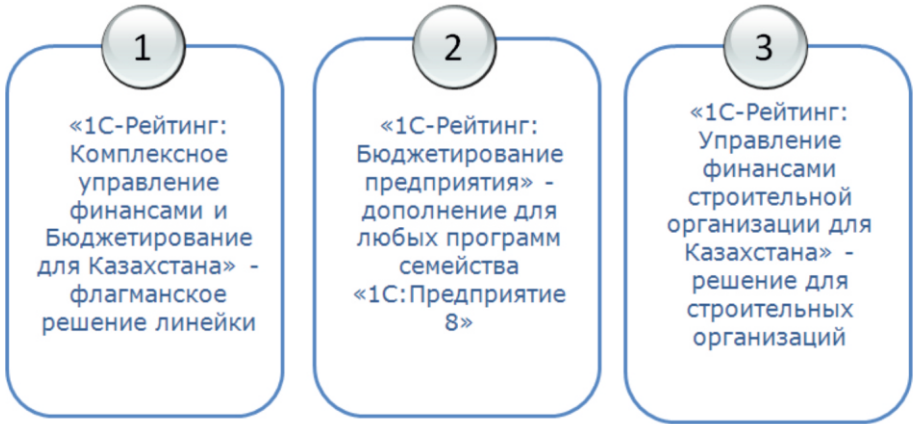 1
«1С-Рейтинг:
Комплексное
управление
финансами и
Бюджетирование
для Казахстана» -
флагманское
решение линейки
2
«1С-Рейтинг:
Бюджетирование
предприятия» -
дополнение для
любых программ
семейства
«1С:Предприятие
8»
3
«1С-Рейтинг:
Управление
финансами
строительной
организации для
Казахстана» -
решение для
строительных
организаций